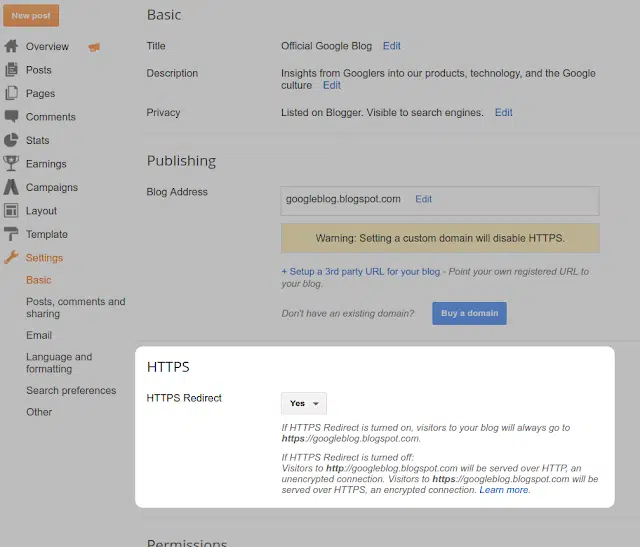 New post
Overview
Posts
Pages
Comments
Stats
Earnings
Campaigns
Layout
Template
Settings
Basic
Posts, comments and
sharing
Email
Language and
formatting
Search preferences
Other
Basic
Title Official Google Blog Edit
Description Insights from Googlers into our products, technology, and the Google
culture Edit
Privacy Listed on Blogger. Visible to search engines. Edit
Publishing
Blog Address googleblog.blogspot.com Edit
Warning: Setting a custom domain will disable HTTPS.
+ Setup a 3rd party URL for your blog - Point your own registered URL to
your blog.
Don't have an existing domain? Buy a domain
HTTPS
HTTPS Redirect Yes
If HTTPS Redirect is turned on, visitors to your blog will always go to
https://googleblog.blogspot.com.
If HTTPS Redirect is turned off:
Visitors to http://googleblog.blogspot.com will be served over HTTP, an
unencrypted connection. Visitors to https://googleblog.blogspot.com will be
served over HTTPS, an encrypted connection. Learn more.
Permissions